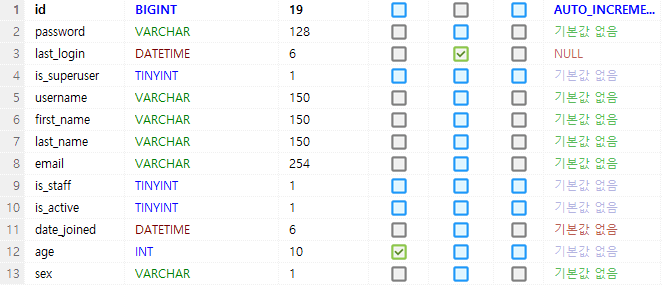 1 id BIGINT 19 AUTO_INCREME...
2 password VARCHAR 128 기본값 없음
3 last_login DATETIME 6 NULL
4 is_superuser TINYINT 1 기본값 없음
5 username VARCHAR 150 기본값 없음
6 first_name VARCHAR 150 기본값 없음
7 last_name VARCHAR 150 기본값 없음
8 email VARCHAR 254 기본값 없음
9 is_staff TINYINT 1 기본값 없음
10 is_active TINYINT 1 기본값 없음
11 date_joined DATETIME 6 기본값 없음
12 age INT 10 기본값 없음
13 sex VARCHAR 1 기본값 없음